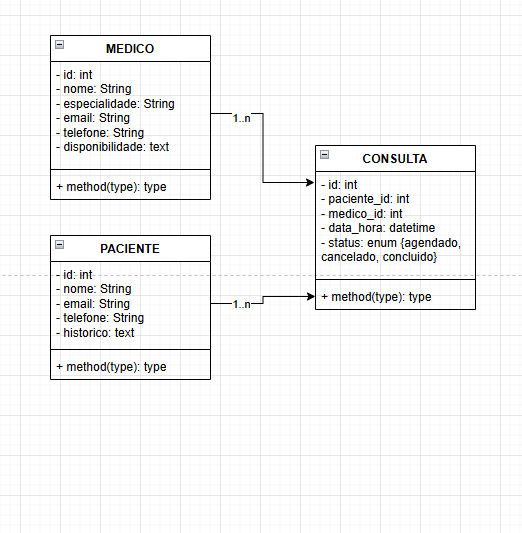 MEDICO
- id: int
- nome: String
- especialidade: String
- email: String
- telefone: String
- disponibilidade: text
+ method(type): type
1..n
CONSULTA
- id: int
- paciente_id: int
- medico_id: int
- data_hora: datetime
- status: enum {agendado,
cancelado, concluido}
+ method(type): type
PACIENTE
- id: int
- nome: String
- email: String
- telefone: String
- historico: text
+ method(type): type
1..n